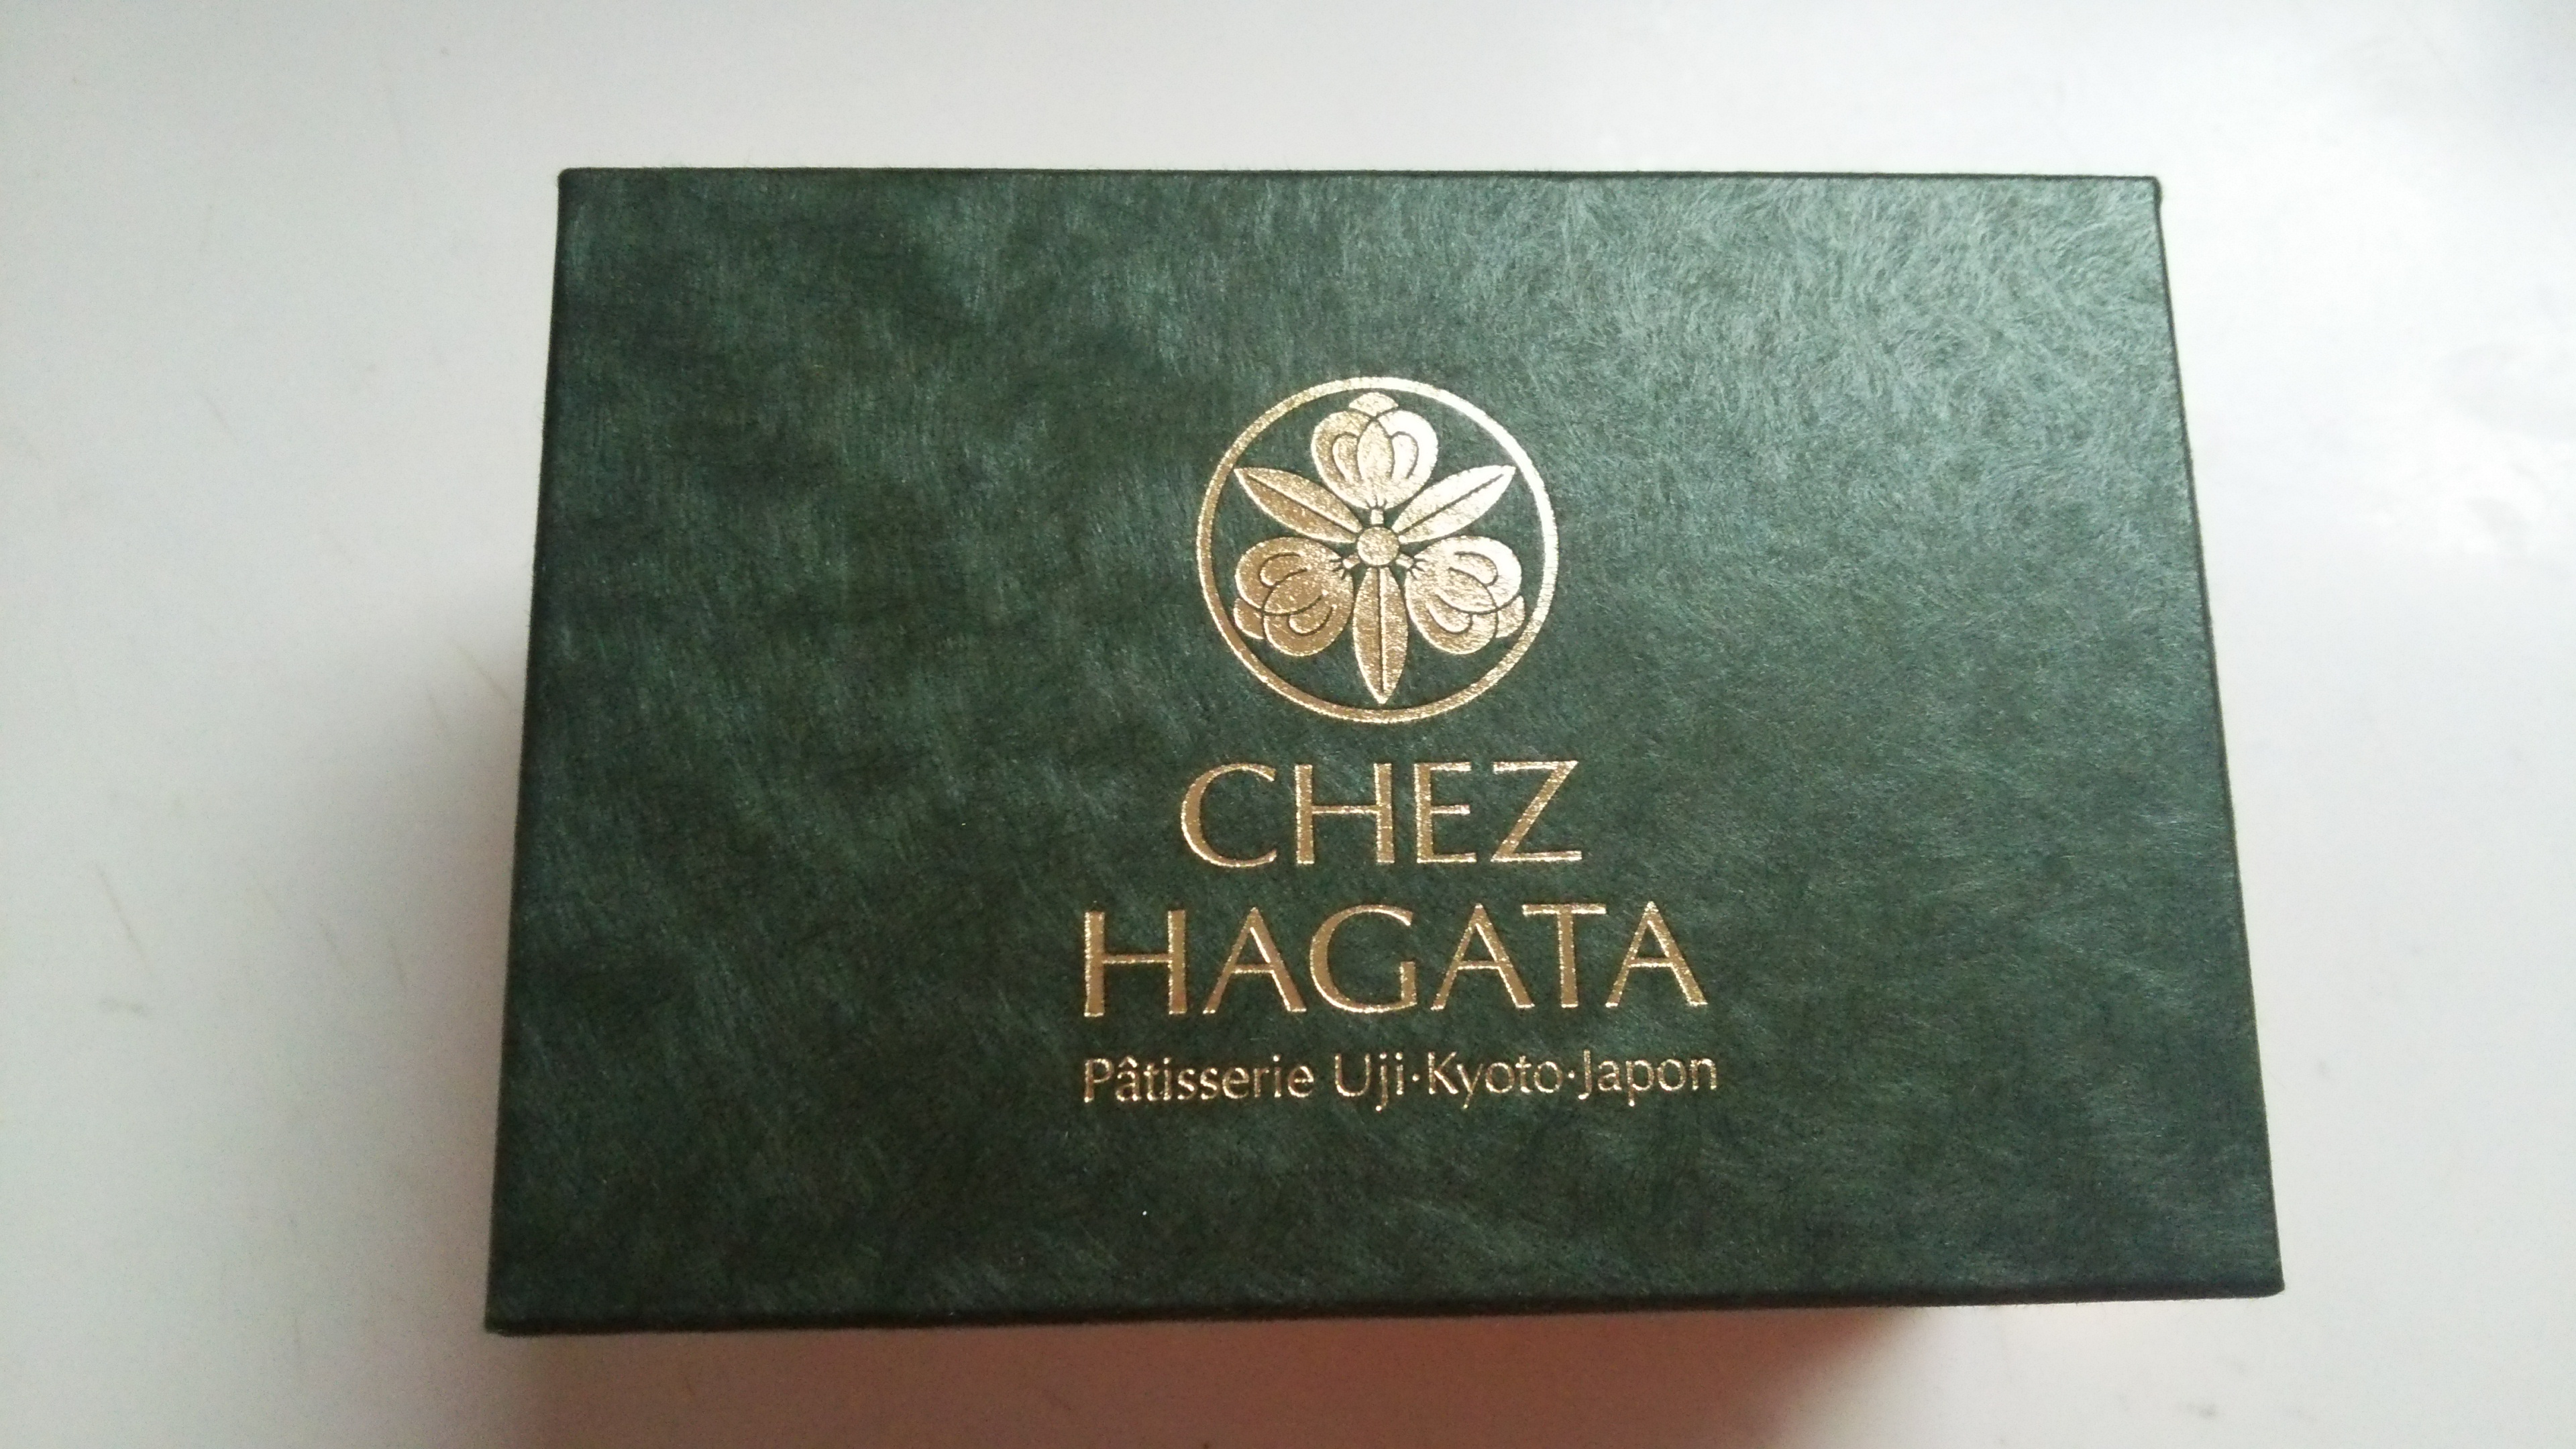 CHEZ
HAGATA
Pâtisserie Uji·Kyoto·Japon